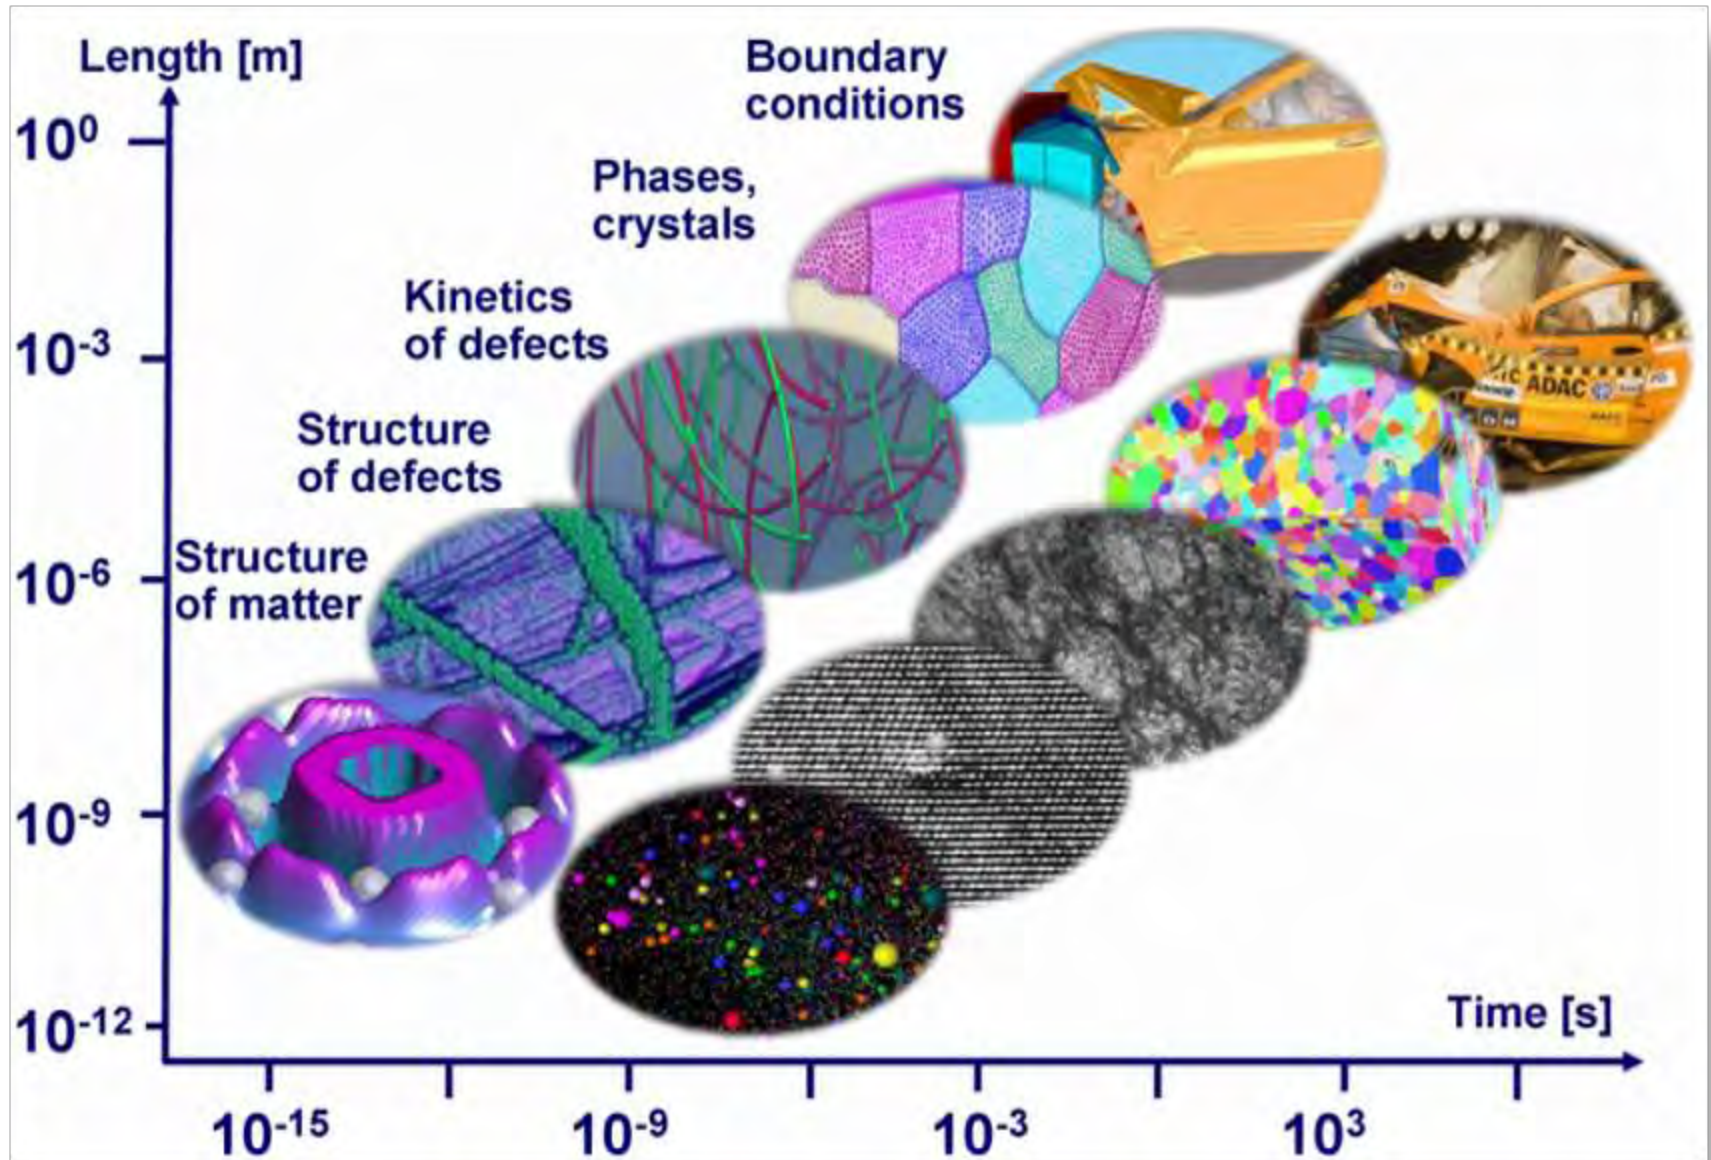 Length [m]
Boundary
conditions
10⁰
Phases,
crystals
Kinetics
of defects
10⁻³
ADAC
Structure
of defects
Structure
of matter
10⁻⁶
10⁻⁹
10⁻¹²
Time [s]
10⁻¹⁵
10⁻⁹
10⁻³
10³